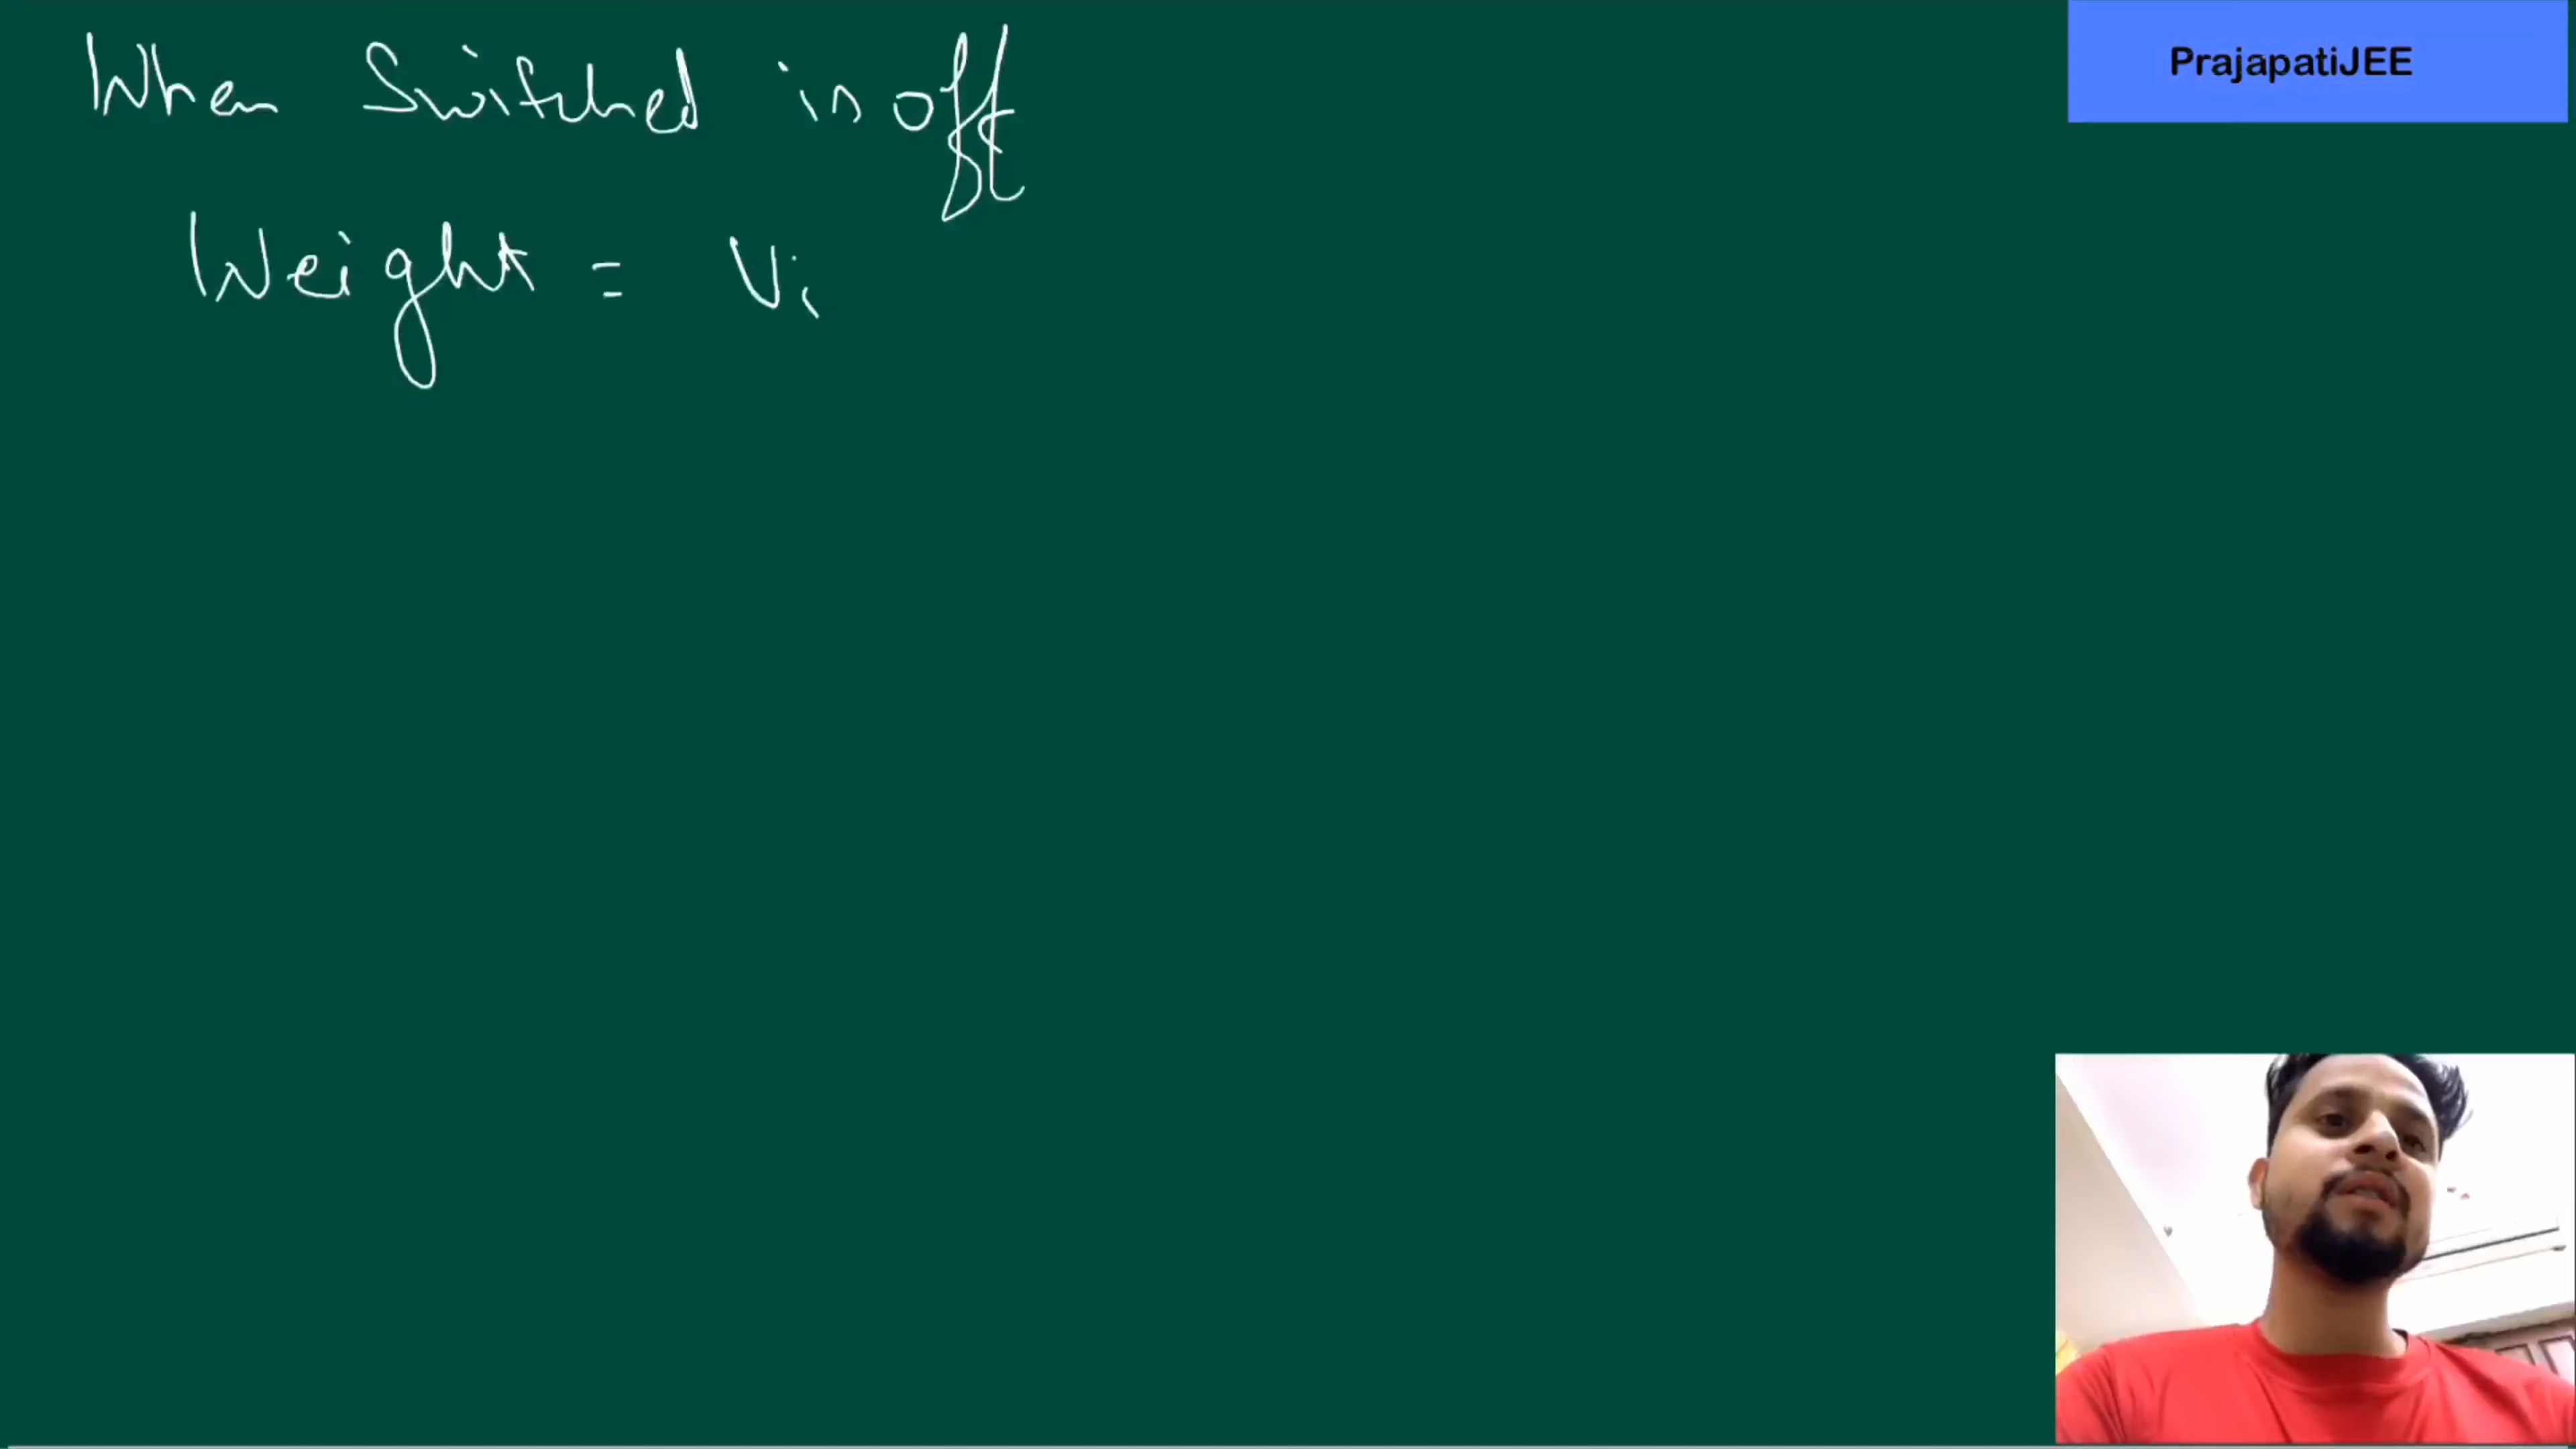 When Switched is off
PrajapatiJEE
Weight = Vi